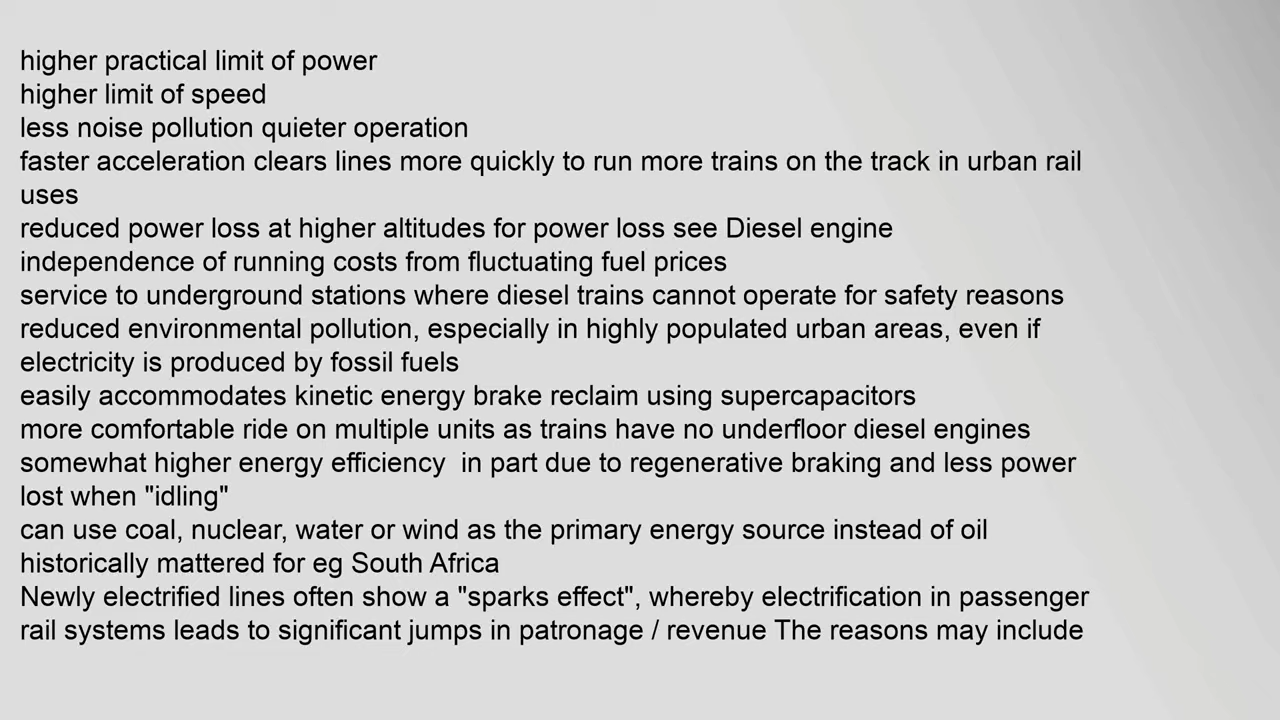 higher practical limit of power
higher limit of speed
less noise pollution quieter operation
faster acceleration clears lines more quickly to run more trains on the track in urban rail
uses
reduced power loss at higher altitudes for power loss see Diesel engine
independence of running costs from fluctuating fuel prices
service to underground stations where diesel trains cannot operate for safety reasons
reduced environmental pollution, especially in highly populated urban areas, even if
electricity is produced by fossil fuels
easily accommodates kinetic energy brake reclaim using supercapacitors
more comfortable ride on multiple units as trains have no underfloor diesel engines
somewhat higher energy efficiency  in part due to regenerative braking and less power
lost when "idling"
can use coal, nuclear, water or wind as the primary energy source instead of oil
historically mattered for eg South Africa
Newly electrified lines often show a "sparks effect", whereby electrification in passenger
rail systems leads to significant jumps in patronage / revenue The reasons may include